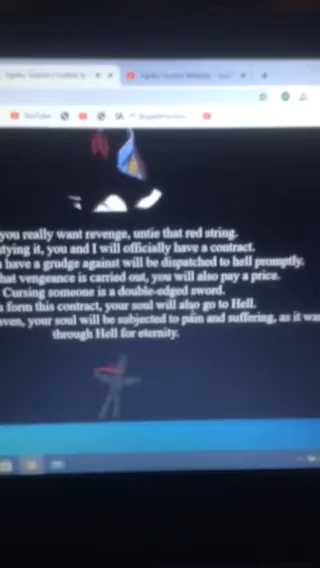 YouTube
you really want revenge, untie that red string.
tying it, you and I will officially have a contract.
have a grudge against will be dispatched to hell promptly.
hat vengeance is carried out, you will also pay a price.
Cursing someone is a double-edged sword.
form this contract, your soul will also go to Hell.
ven, your soul will be subjected to pain and suffering, as it wa
through Hell for eternity.